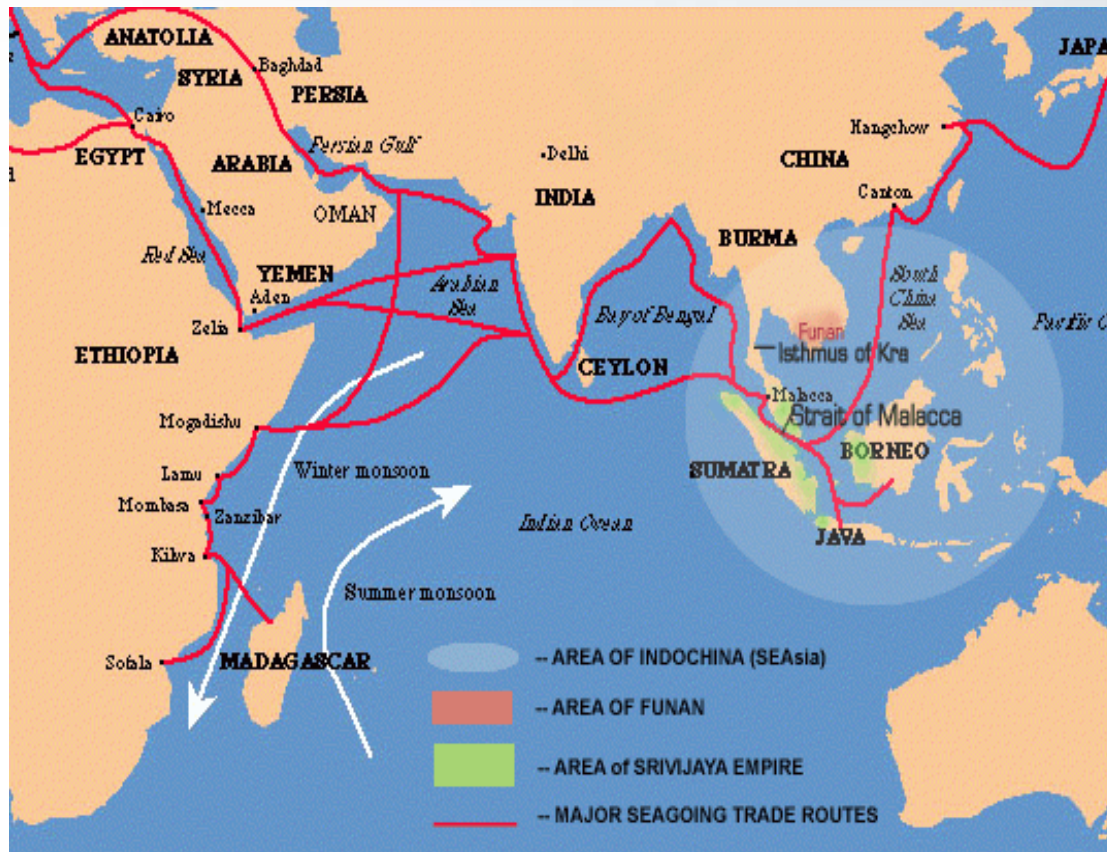 ANATOLIA
JAPA
SYRIA
Baghdad
PERSIA
Cairo
Hangchow
EGYPT
ARABIA
Persian Gulf
Delhi
CHINA
Mecca
OMAN
INDIA
Canton
Red Sea
BURMA
YEMEN
Aden
Arabian
Sea
South
China
Sea
Zelia
Bay of Bengal
Funan
Pacific O
ETHIOPIA
Isthmus of Kra
CEYLON
Malacca
Mogadishu
Strait of Malacca
BORNEO
Lamu
Winter monsoon
SUMATRA
Mombasa
Zanzibar
Indian Ocean
JAVA
Kilwa
Summer monsoon
Sofala
MADAGASCAR
-- AREA OF INDOCHINA (SEAsia)
-- AREA OF FUNAN
-- AREA of SRIVIJAYA EMPIRE
-- MAJOR SEAGOING TRADE ROUTES